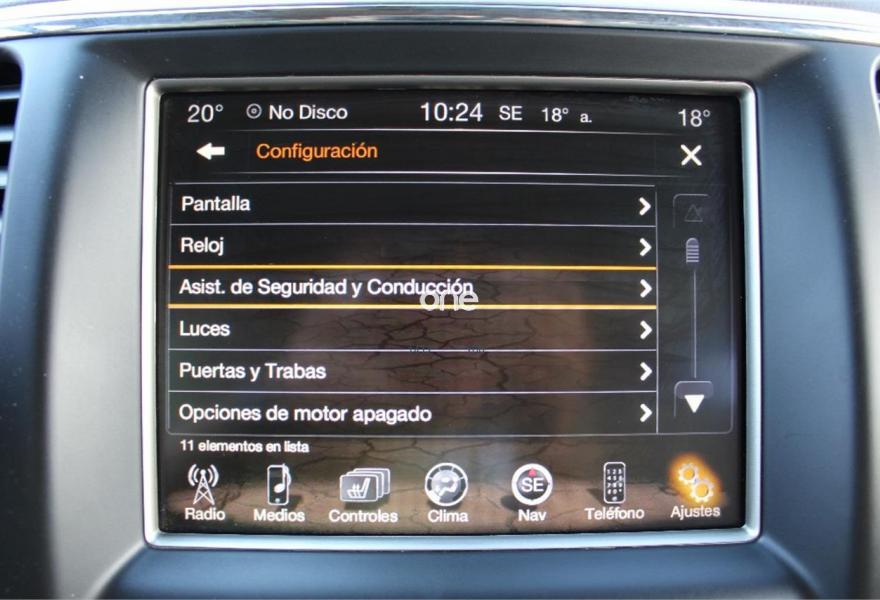 20° No Disco 10:24 SE 18° a. 18°
Configuración
Pantalla
Reloj
Asist. de Seguridad y Conducción
one
Luces
Puertas y Trabas
Opciones de motor apagado
11 elementos en lista
SE
Radio Medios Controles Clima Nav Teléfono Ajustes